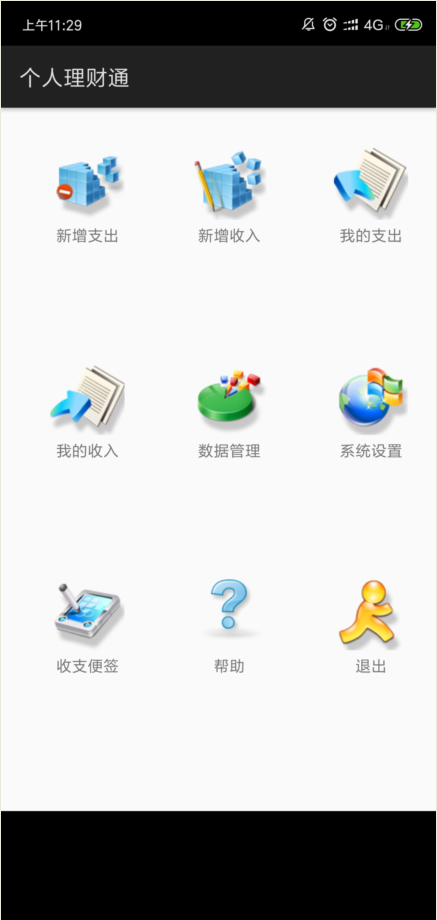 上午11:29 4G
个人理财通
新增支出 新增收入 我的支出
我的收入 数据管理 系统设置
收支便签 帮助 退出